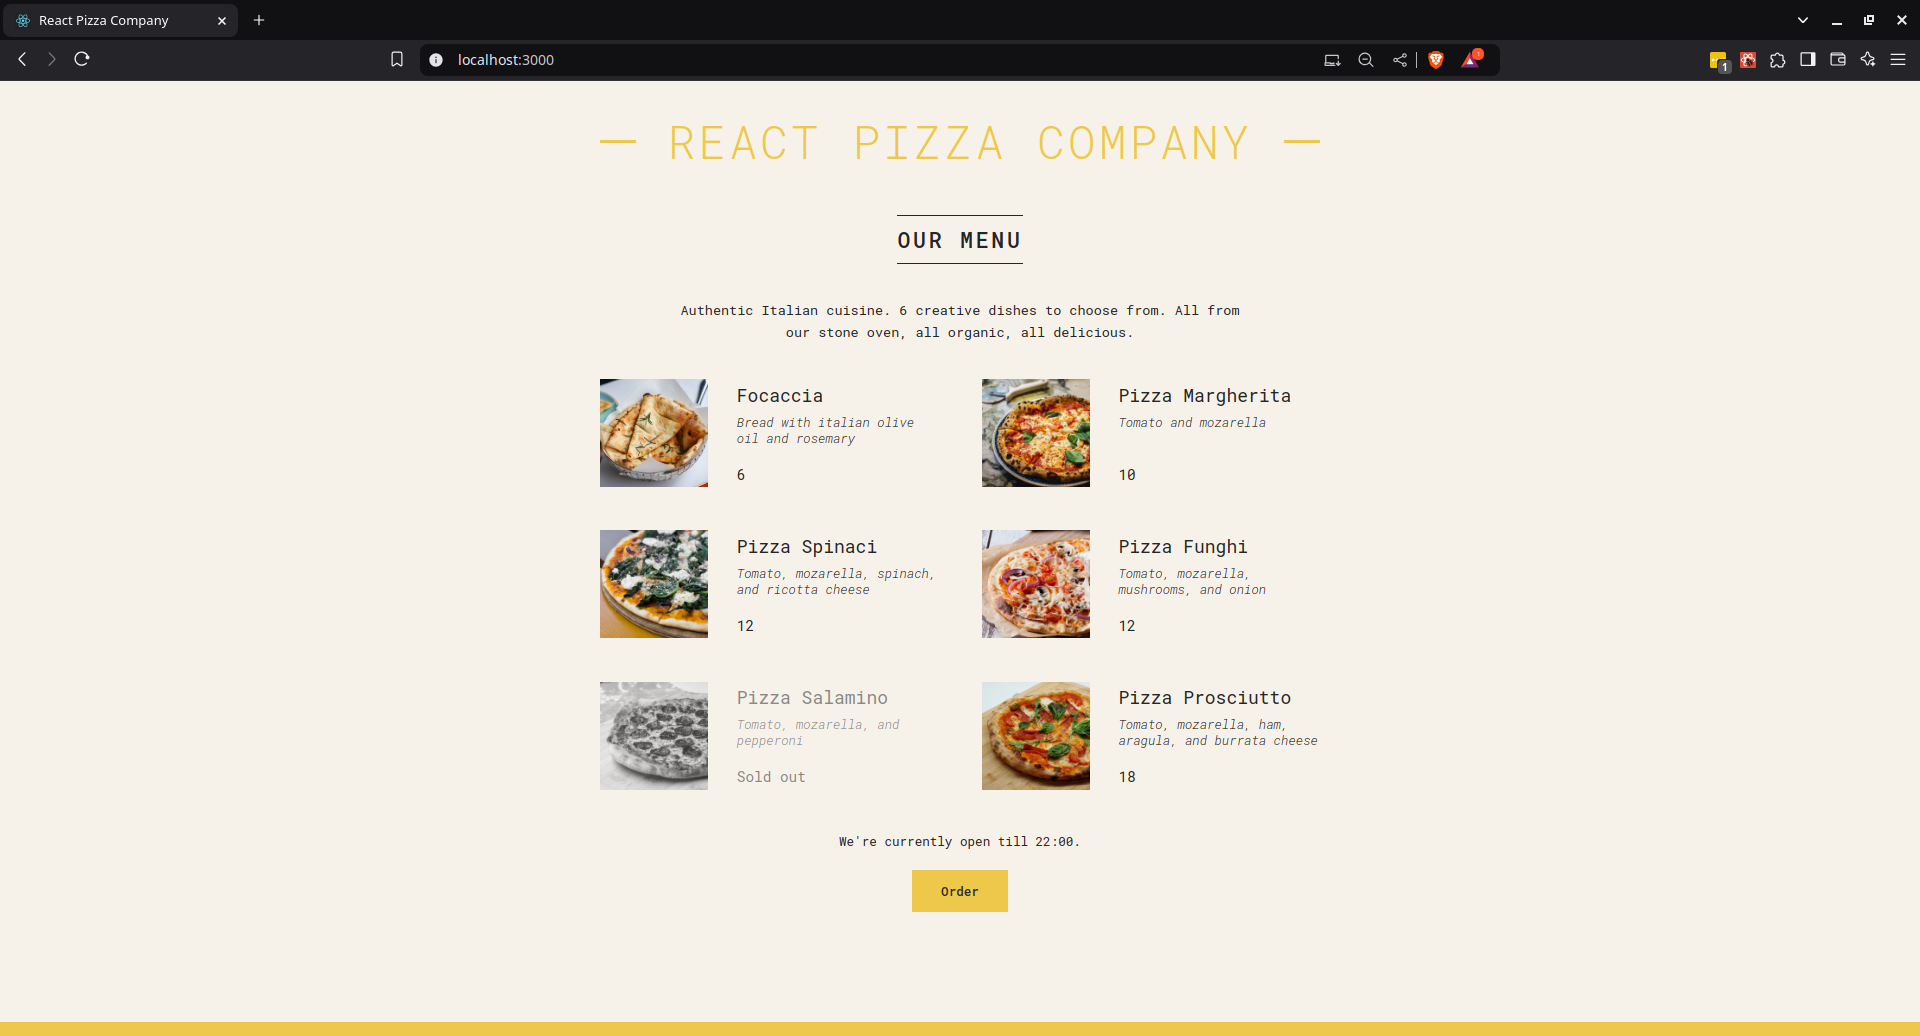 React Pizza Company
localhost:3000
1
1
— REACT PIZZA COMPANY —
OUR MENU
Authentic Italian cuisine. 6 creative dishes to choose from. All from
our stone oven, all organic, all delicious.
Focaccia
Bread with italian olive
oil and rosemary
6
Pizza Margherita
Tomato and mozarella
10
Pizza Spinaci
Tomato, mozarella, spinach,
and ricotta cheese
12
Pizza Funghi
Tomato, mozarella,
mushrooms, and onion
12
Pizza Salamino
Tomato, mozarella, and
pepperoni
Sold out
Pizza Prosciutto
Tomato, mozarella, ham,
aragula, and burrata cheese
18
We're currently open till 22:00.
Order